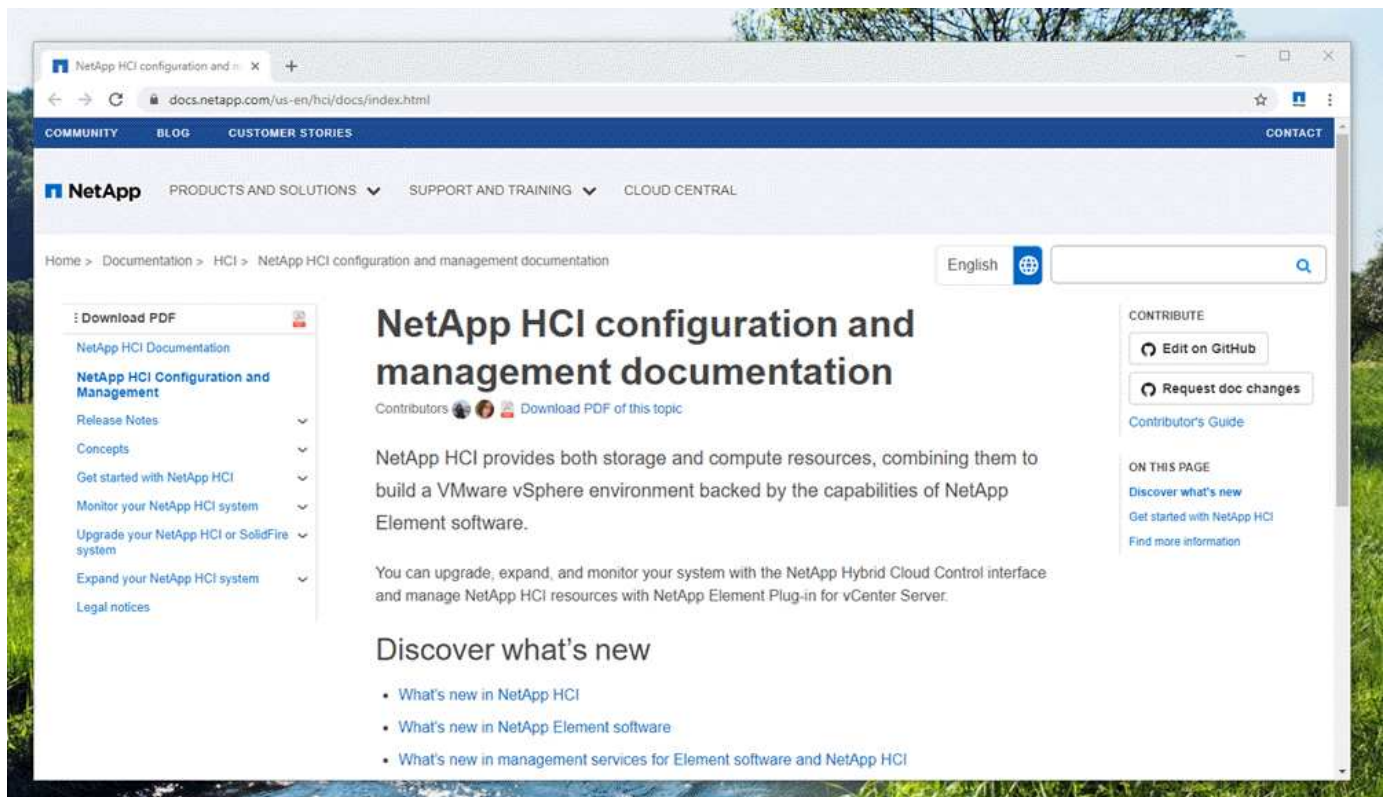 NetApp HCI configuration and
docs.netapp.com/us-en/hci/docs/index.html
COMMUNITY BLOG CUSTOMER STORIES CONTACT
NetApp PRODUCTS AND SOLUTIONS SUPPORT AND TRAINING CLOUD CENTRAL
Home > Documentation > HCI > NetApp HCI configuration and management documentation
English
Download PDF
NetApp HCI Documentation
NetApp HCI Configuration and
Management
Release Notes
Concepts
Get started with NetApp HCI
Monitor your NetApp HCI system
Upgrade your NetApp HCI or SolidFire
system
Expand your NetApp HCI system
Legal notices
NetApp HCI configuration and
management documentation
Contributors Download PDF of this topic
NetApp HCI provides both storage and compute resources, combining them to
build a VMware vSphere environment backed by the capabilities of NetApp
Element software.
You can upgrade, expand, and monitor your system with the NetApp Hybrid Cloud Control interface
and manage NetApp HCI resources with NetApp Element Plug-in for vCenter Server.
Discover what's new
• What's new in NetApp HCI
• What's new in NetApp Element software
• What's new in management services for Element software and NetApp HCI
CONTRIBUTE
Edit on GitHub
Request doc changes
Contributor's Guide
ON THIS PAGE
Discover what's new
Get started with NetApp HCI
Find more information